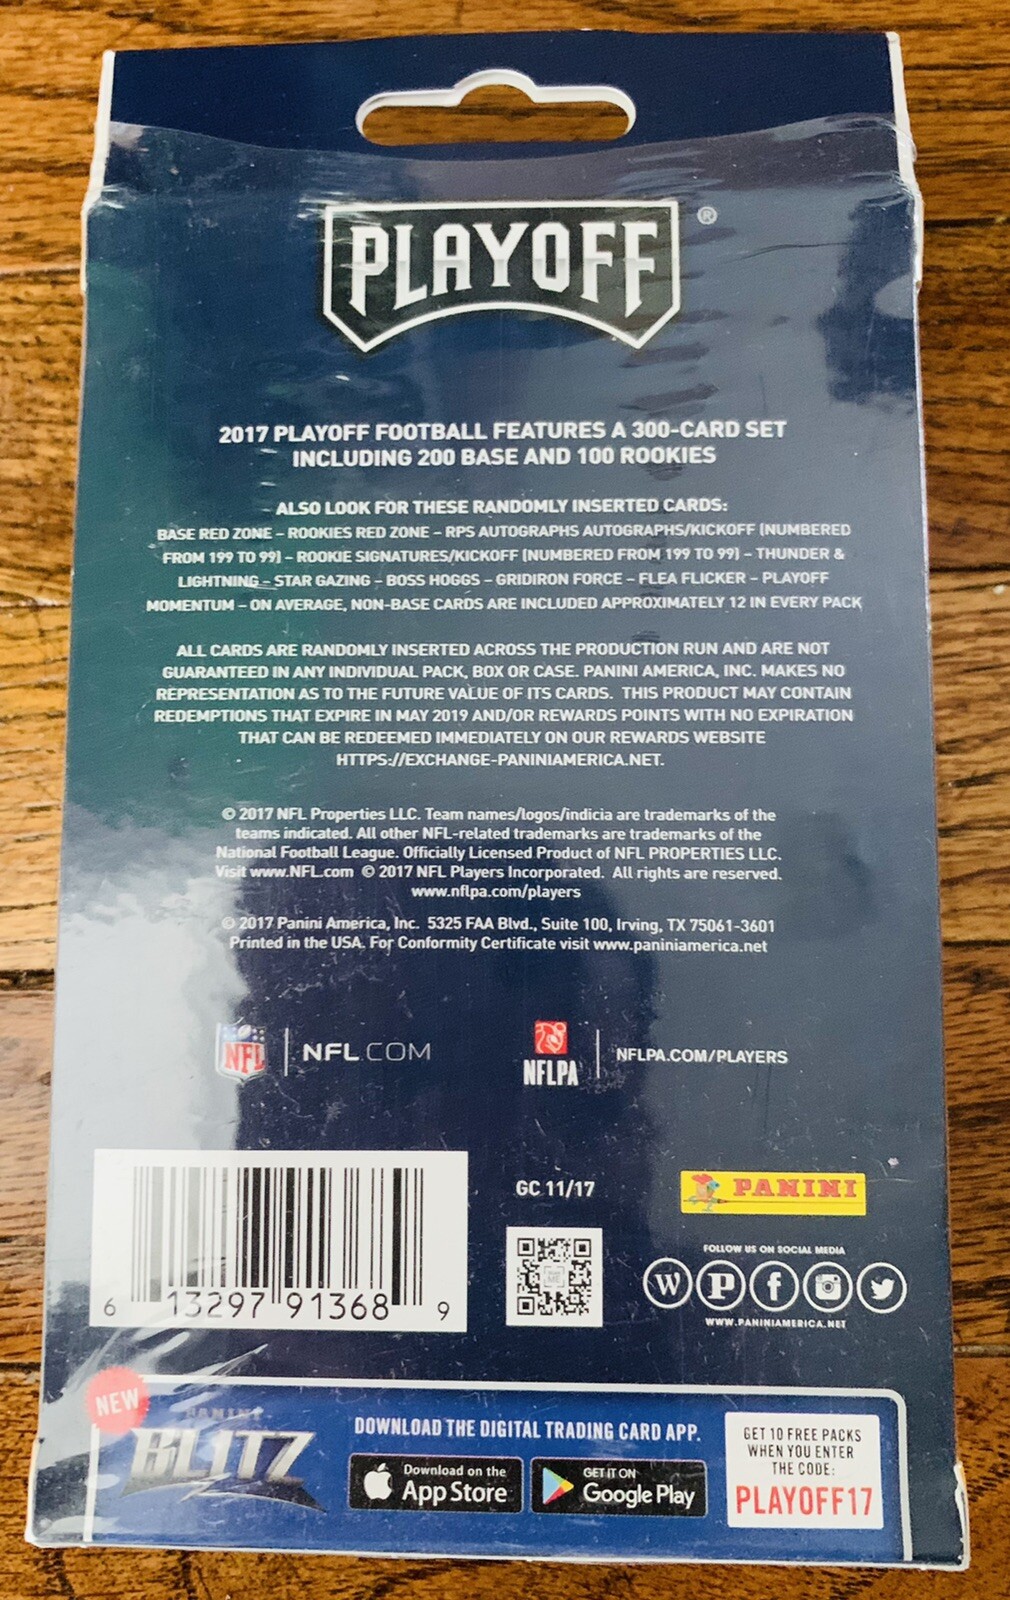 PLAYOFF ®
2017 PLAYOFF FOOTBALL FEATURES A 300-CARD SET
INCLUDING 200 BASE AND 100 ROOKIES
ALSO LOOK FOR THESE RANDOMLY INSERTED CARDS:
BASE RED ZONE – ROOKIES RED ZONE – RPS AUTOGRAPHS AUTOGRAPHS/KICKOFF (NUMBERED
FROM 199 TO 99) – ROOKIE SIGNATURES/KICKOFF (NUMBERED FROM 199 TO 99) – THUNDER &
LIGHTNING – STAR GAZING – BOSS HOGGS – GRIDIRON FORCE – FLEA FLICKER – PLAYOFF
MOMENTUM – ON AVERAGE, NON-BASE CARDS ARE INCLUDED APPROXIMATELY 12 IN EVERY PACK
ALL CARDS ARE RANDOMLY INSERTED ACROSS THE PRODUCTION RUN AND ARE NOT
GUARANTEED IN ANY INDIVIDUAL PACK, BOX OR CASE. PANINI AMERICA, INC. MAKES NO
REPRESENTATION AS TO THE FUTURE VALUE OF ITS CARDS. THIS PRODUCT MAY CONTAIN
REDEMPTIONS THAT EXPIRE IN MAY 2019 AND/OR REWARDS POINTS WITH NO EXPIRATION
THAT CAN BE REDEEMED IMMEDIATELY ON OUR REWARDS WEBSITE
HTTPS://EXCHANGE-PANINIAMERICA.NET.
© 2017 NFL Properties LLC. Team names/logos/indicia are trademarks of the
teams indicated. All other NFL-related trademarks are trademarks of the
National Football League. Officially Licensed Product of NFL PROPERTIES LLC.
Visit www.NFL.com © 2017 NFL Players Incorporated. All rights are reserved.
www.nflpa.com/players
© 2017 Panini America, Inc. 5325 FAA Blvd., Suite 100, Irving, TX 75061-3601
Printed in the USA. For Conformity Certificate visit www.paniniamerica.net
NFL | NFL.COM
NFLPA | NFLPA.COM/PLAYERS
GC 11/17
PANINI
FOLLOW US ON SOCIAL MEDIA
WWW.PANINIAMERICA.NET
6 13297 91368 9
NEW
PANINI
BLITZ
DOWNLOAD THE DIGITAL TRADING CARD APP.
Download on the
App Store
GET IT ON
Google Play
GET 10 FREE PACKS
WHEN YOU ENTER
THE CODE:
PLAYOFF17